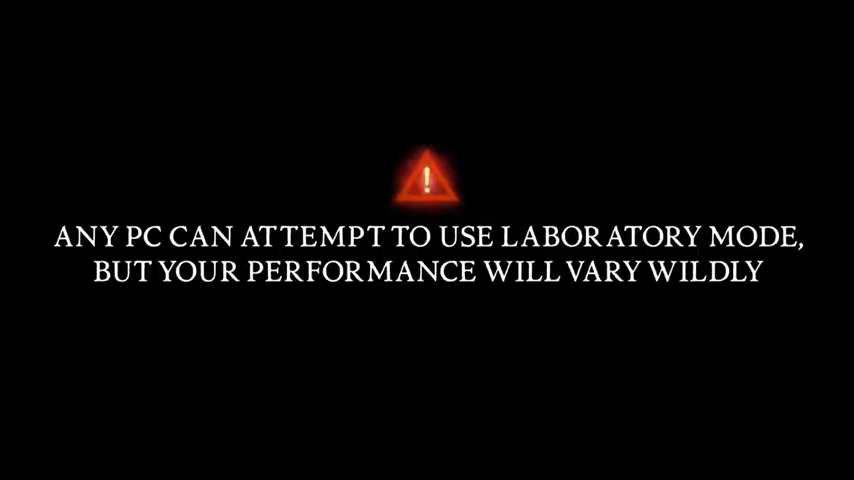 ANY PC CAN ATTEMPT TO USE LABORATORY MODE,
BUT YOUR PERFORMANCE WILL VARY WILDLY